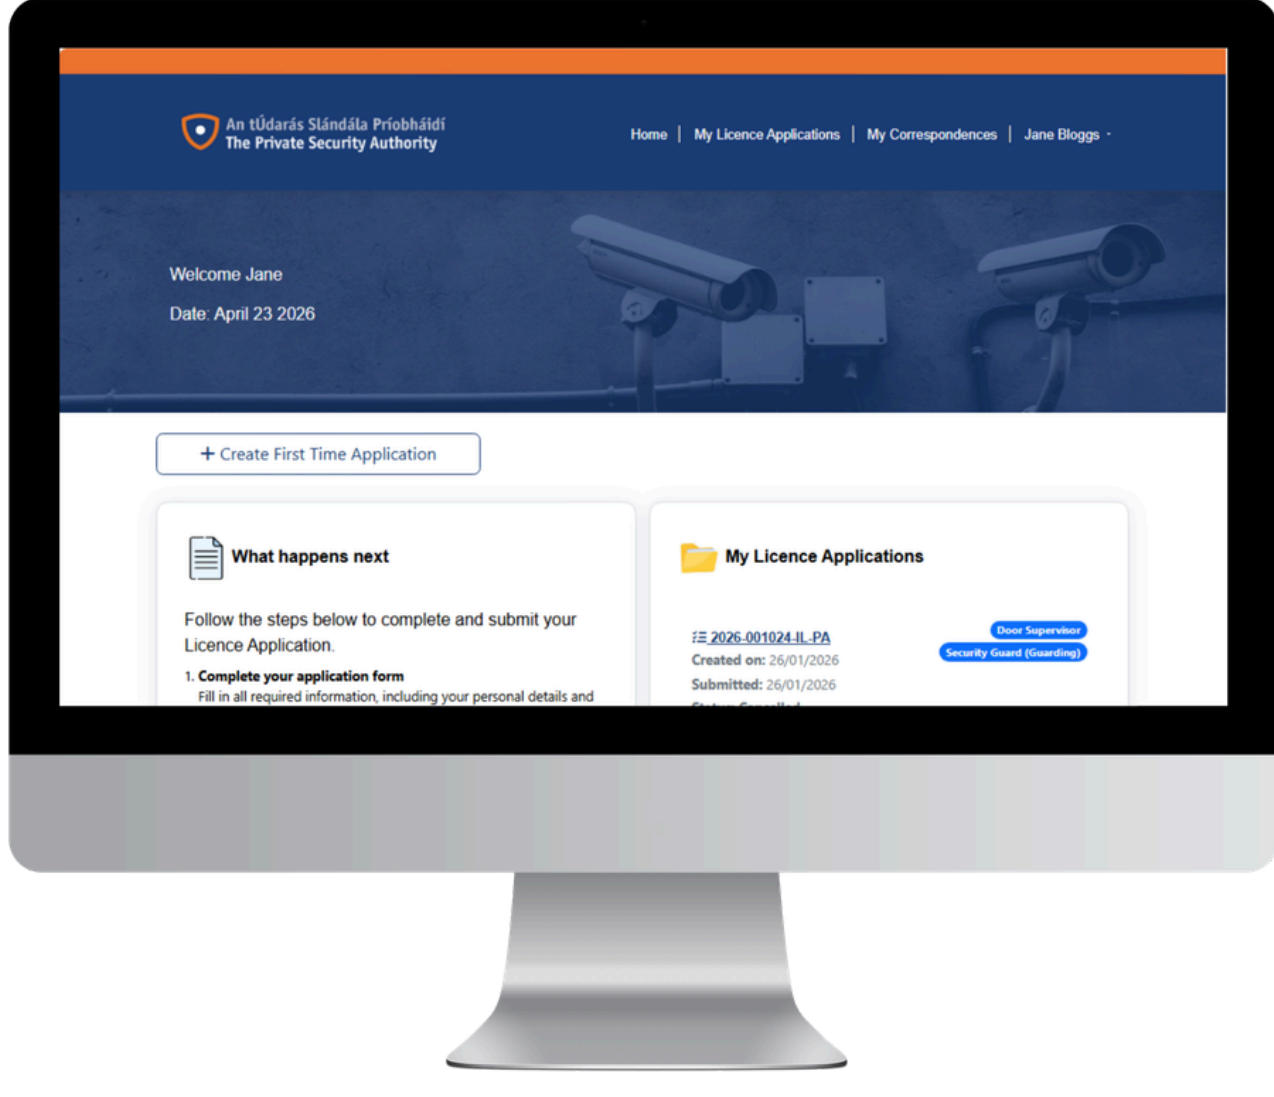 An tÚdarás Slándála Príobháidí
The Private Security Authority
Home | My Licence Applications | My Correspondences | Jane Bloggs
Welcome Jane
Date: April 23 2026
+ Create First Time Application
What happens next
Follow the steps below to complete and submit your
Licence Application.
1. Complete your application form
Fill in all required information, including your personal details and
My Licence Applications
2026-001024-IL-PA
Door Supervisor
Security Guard (Guarding)
Created on: 26/01/2026
Submitted: 26/01/2026
Status: Cancelled